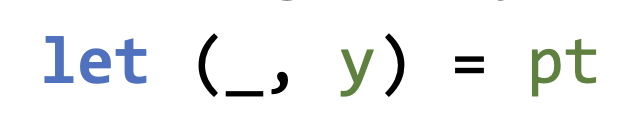 let (_, y) = pt